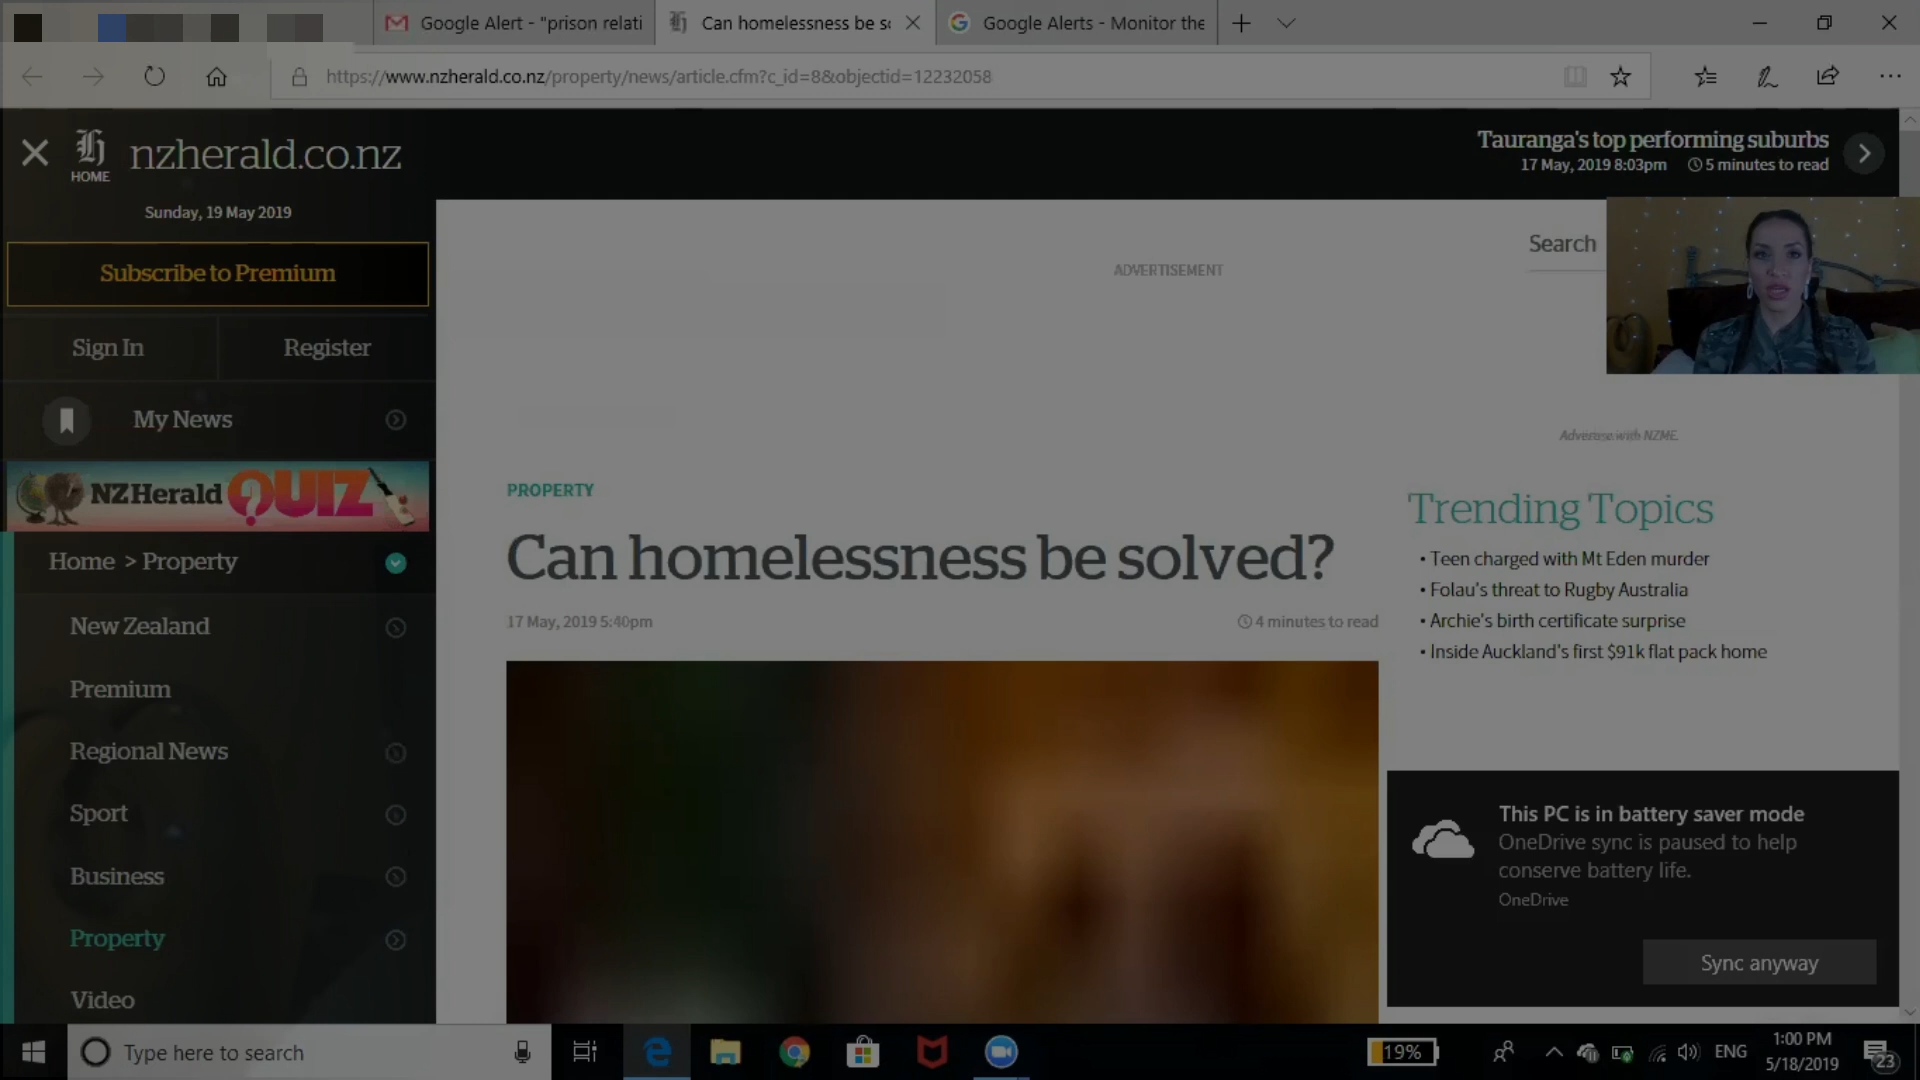 Google Alert - "prison relati
Can homelessness be so
Google Alerts - Monitor the
https://www.nzherald.co.nz/property/news/article.cfm?c_id=8&objectid=12232058
HOME
nzherald.co.nz
Tauranga's top performing suburbs
17 May, 2019 8:03pm 5 minutes to read
Sunday, 19 May 2019
Subscribe to Premium
Sign In
Register
My News
NZHerald QUIZ
Home > Property
New Zealand
Premium
Regional News
Sport
Business
Property
Video
Search
ADVERTISEMENT
Advertise with NZME.
PROPERTY
Can homelessness be solved?
17 May, 2019 5:40pm
4 minutes to read
Trending Topics
• Teen charged with Mt Eden murder
• Folau's threat to Rugby Australia
• Archie's birth certificate surprise
• Inside Auckland's first $91k flat pack home
This PC is in battery saver mode
OneDrive sync is paused to help
conserve battery life.
OneDrive
Sync anyway
Type here to search
19%
ENG
1:00 PM
5/18/2019
23